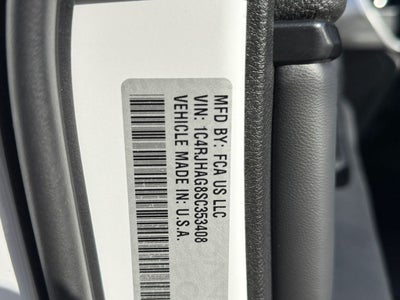 MFD BY: FCA US LLC
VIN: 1C4RJHAG8SC353408
VEHICLE MADE IN: U.S.A.